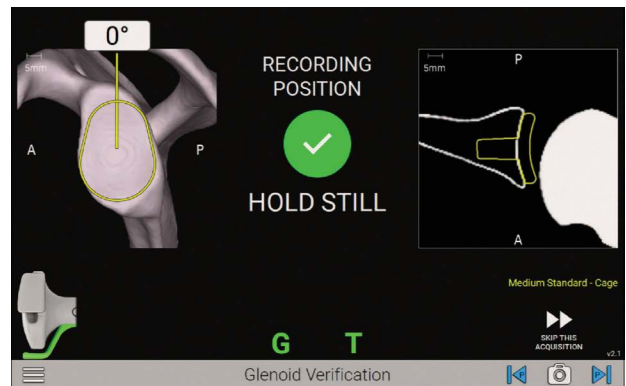 0°
5mm
A
P
RECORDING
POSITION
HOLD STILL
5mm
P
A
Medium Standard - Cage
SKIP THIS
ACQUISITION
v2.1
G
T
Glenoid Verification
P
P